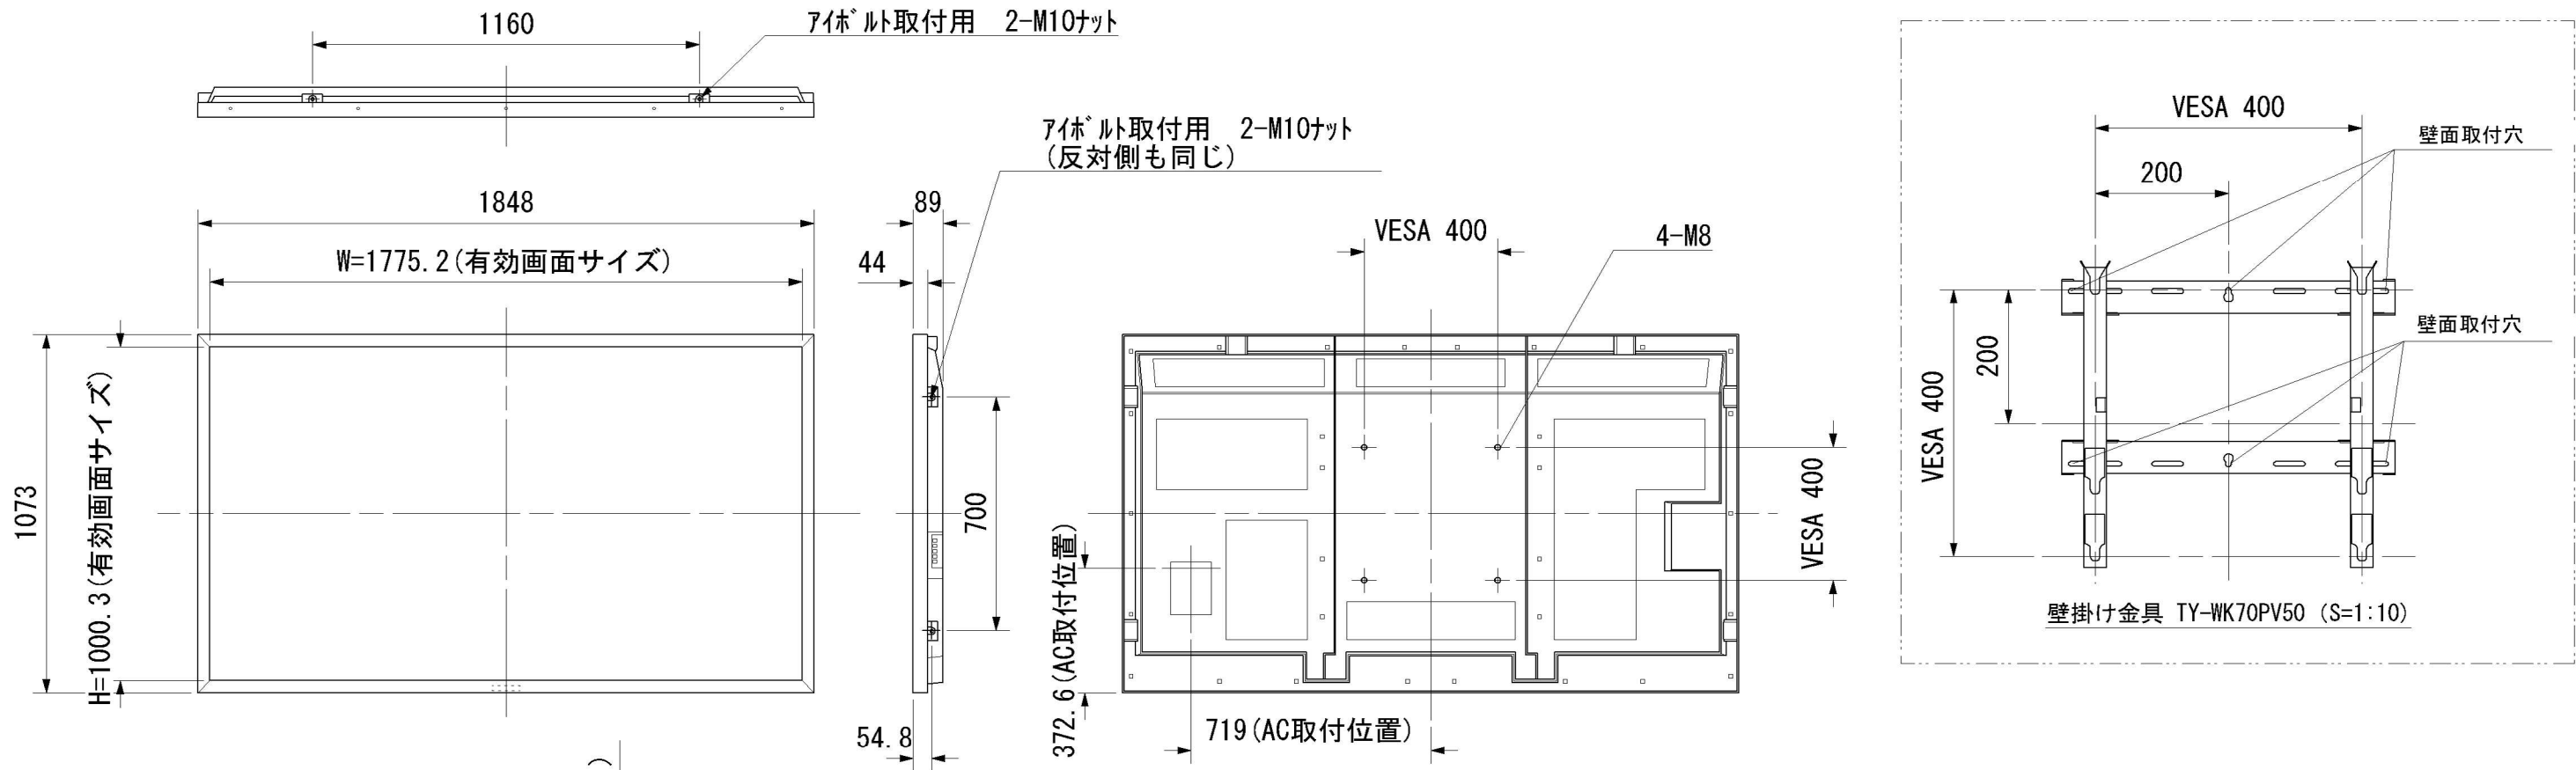 1160
ｱｲﾎﾞﾙﾄ取付用　2-M10ﾅｯﾄ
ｱｲﾎﾞﾙﾄ取付用　2-M10ﾅｯﾄ
(反対側も同じ)
1848
W=1775.2(有効画面サイズ)
1073
H=1000.3(有効画面サイズ)
89
44
700
54.8
)
VESA 400
4-M8
VESA 400
372.6(AC取付位置)
719(AC取付位置)
VESA 400
壁面取付穴
200
壁面取付穴
200
VESA 400
壁掛け金具 TY-WK70PV50 (S=1:10)